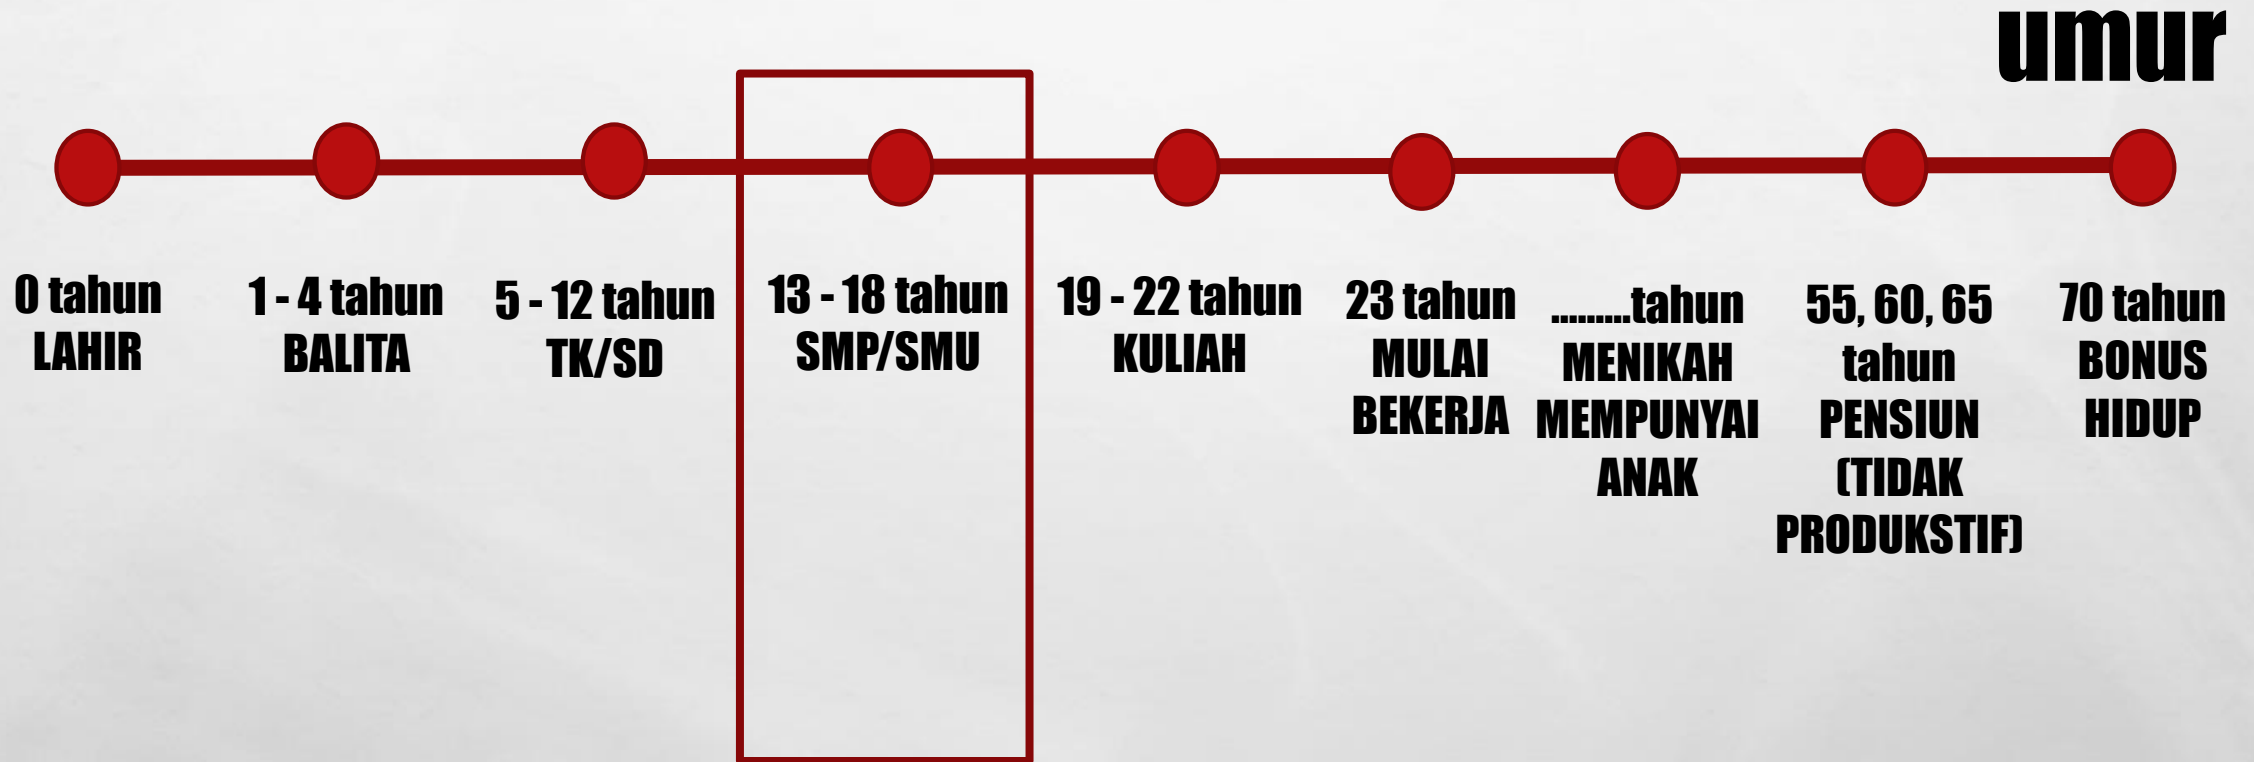 umur
0 tahun
LAHIR
1 - 4 tahun
BALITA
5 - 12 tahun
TK/SD
13 - 18 tahun
SMP/SMU
19 - 22 tahun
KULIAH
23 tahun
MULAI
BEKERJA
.........tahun
MENIKAH
MEMPUNYAI
ANAK
55, 60, 65
tahun
PENSIUN
(TIDAK
PRODUKSTIF)
70 tahun
BONUS
HIDUP